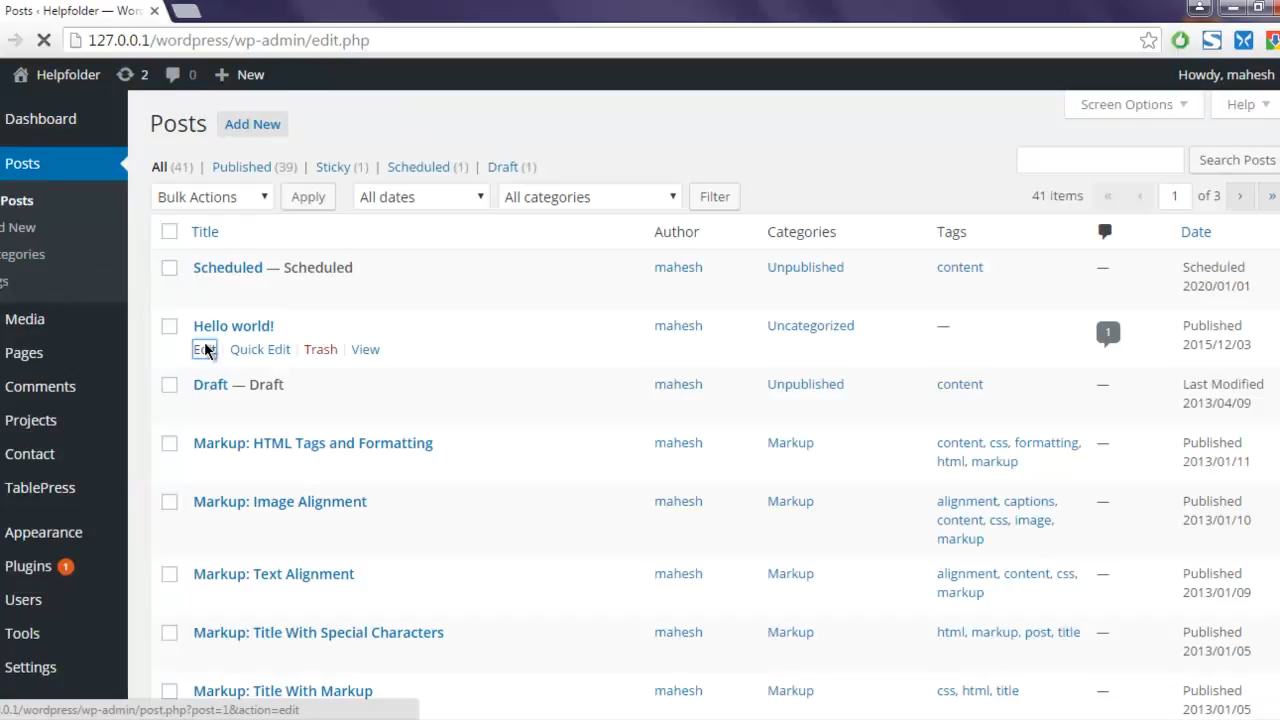 Posts ‹ Helpfolder — Wor
127.0.0.1/wordpress/wp-admin/edit.php
Helpfolder 2 0 New Howdy, mahesh
Screen Options Help
Dashboard
Posts
Posts
d New
tegories
gs
Media
Pages
Comments
Projects
Contact
TablePress
Appearance
Plugins 1
Users
Tools
Settings
Posts Add New
All (41) | Published (39) | Sticky (1) | Scheduled (1) | Draft (1)
Search Posts
Bulk Actions Apply All dates All categories Filter 41 items « ‹ 1 of 3 › »
Title Author Categories Tags Date
Scheduled — Scheduled mahesh Unpublished content — Scheduled
2020/01/01
Hello world! mahesh Uncategorized — 1 Published
Edit | Quick Edit | Trash | View 2015/12/03
Draft — Draft mahesh Unpublished content — Last Modified
2013/04/09
Markup: HTML Tags and Formatting mahesh Markup content, css, formatting, — Published
html, markup 2013/01/11
Markup: Image Alignment mahesh Markup alignment, captions, — Published
content, css, image, 2013/01/10
markup
Markup: Text Alignment mahesh Markup alignment, content, css, — Published
markup 2013/01/09
Markup: Title With Special Characters mahesh Markup html, markup, post, title — Published
2013/01/05
Markup: Title With Markup mahesh Markup css, html, title — Published
2013/01/05
.0.1/wordpress/wp-admin/post.php?post=1&action=edit